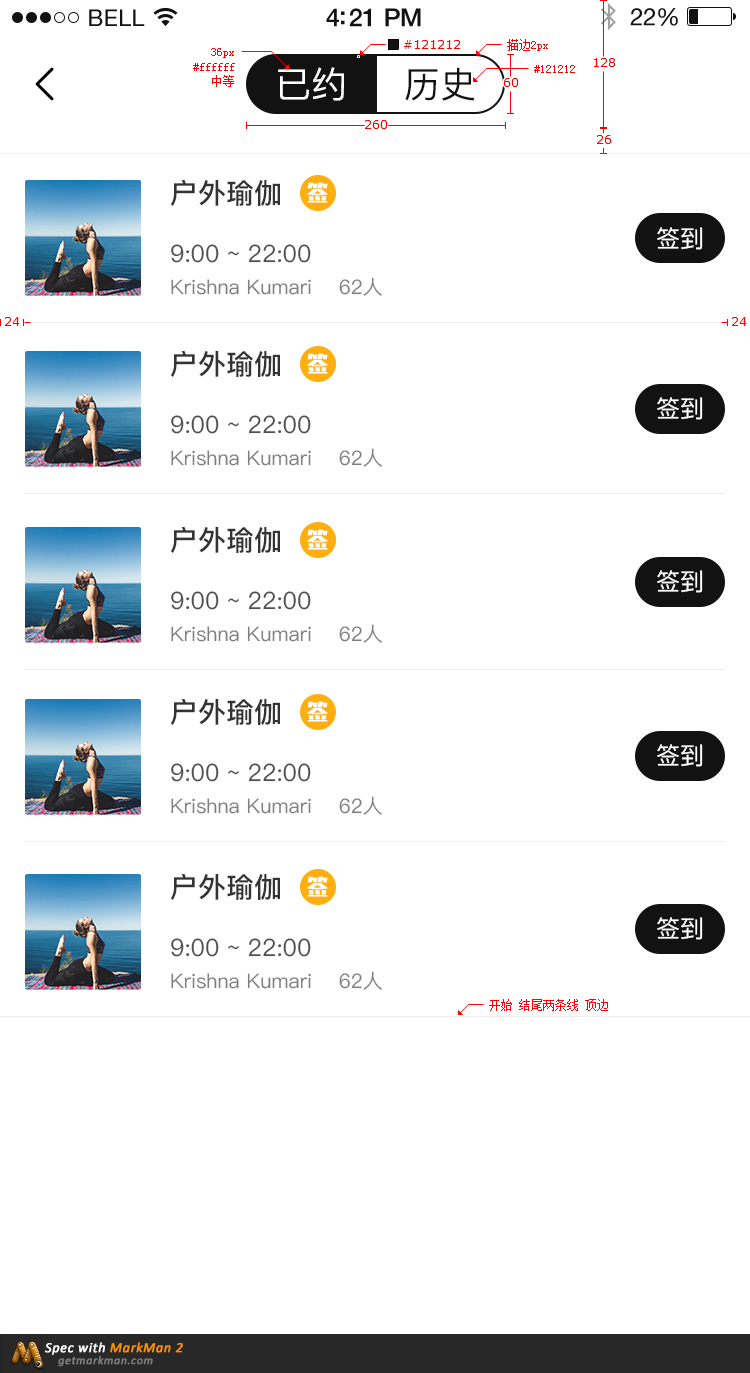 BELL 4:21 PM 22%
36px #121212 描边2px
#ffffff #121212
中等
已约 历史
60
128
260
26
户外瑜伽 签
9:00 ~ 22:00
签到
Krishna Kumari 62人
24 24
户外瑜伽 签
9:00 ~ 22:00
签到
Krishna Kumari 62人
户外瑜伽 签
9:00 ~ 22:00
签到
Krishna Kumari 62人
户外瑜伽 签
9:00 ~ 22:00
签到
Krishna Kumari 62人
户外瑜伽 签
9:00 ~ 22:00
签到
Krishna Kumari 62人
开始 结尾两条线 顶边
Spec with MarkMan 2
getmarkman.com